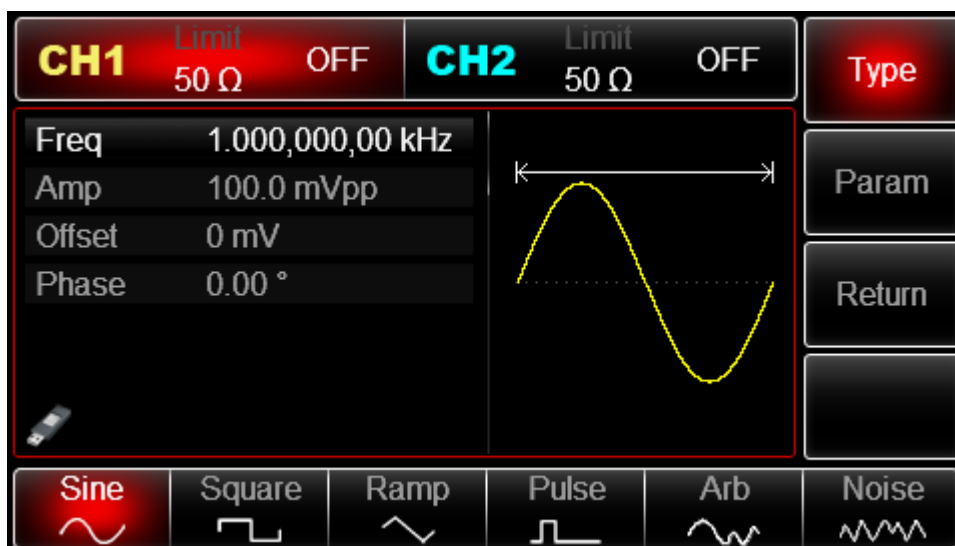 CH1 Limit 50 Ω OFF
CH2 Limit 50 Ω OFF
Type
Freq 1.000,000,00 kHz
Amp 100.0 mVpp
Offset 0 mV
Phase 0.00 °
Param
Return
Sine Square Ramp Pulse Arb Noise